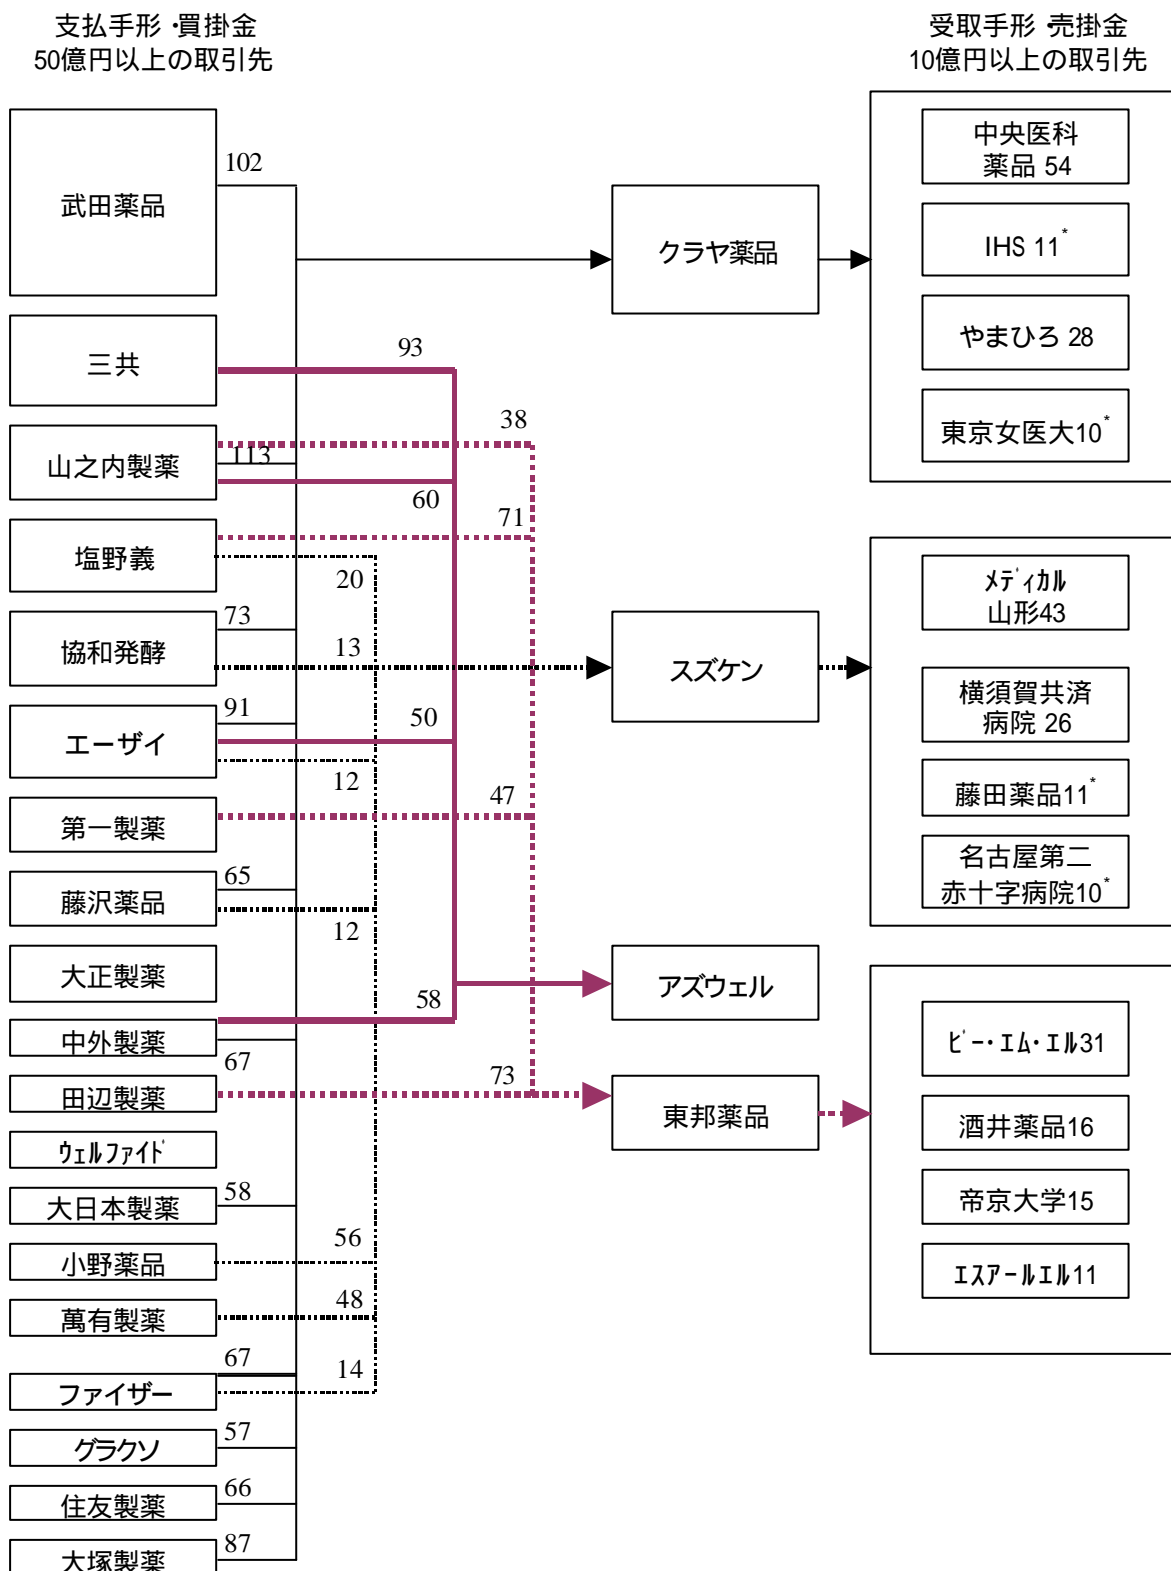 支払手形・買掛金
50億円以上の取引先
受取手形・売掛金
10億円以上の取引先
武田薬品
102
三共
93
山之内製薬
38
113
60
塩野義
71
20
協和発酵
73
13
エーザイ
91
50
12
第一製薬
47
藤沢薬品
65
12
大正製薬
中外製薬
58
67
田辺製薬
73
ウェルファイド
大日本製薬
58
小野薬品
56
萬有製薬
48
ファイザー
67
14
グラクソ
57
住友製薬
66
大塚製薬
87
クラヤ薬品
スズケン
アズウェル
東邦薬品
中央医科
薬品 54
IHS 11*
やまひろ 28
東京女医大10*
メディカル
山形43
横須賀共済
病院 26
藤田薬品11*
名古屋第二
赤十字病院10*
ビー・エム・エル31
酒井薬品16
帝京大学15
エスアールエル11